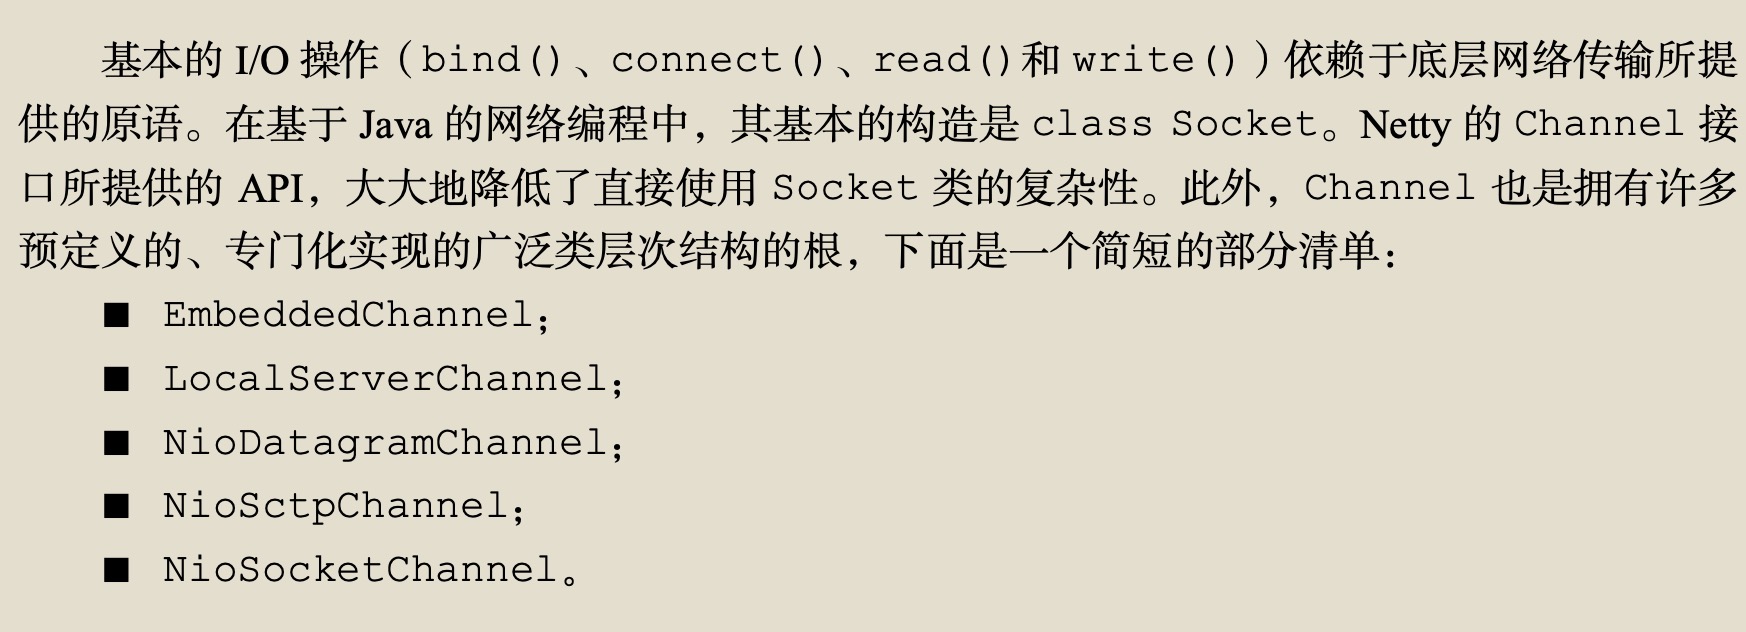 基本的 I/O 操作（bind()、connect()、read()和 write()）依赖于底层网络传输所提
供的原语。在基于 Java 的网络编程中，其基本的构造是 class Socket。Netty 的 Channel 接
口所提供的 API，大大地降低了直接使用 Socket 类的复杂性。此外，Channel 也是拥有许多
预定义的、专门化实现的广泛类层次结构的根，下面是一个简短的部分清单：
■ EmbeddedChannel；
■ LocalServerChannel；
■ NioDatagramChannel；
■ NioSctpChannel；
■ NioSocketChannel。